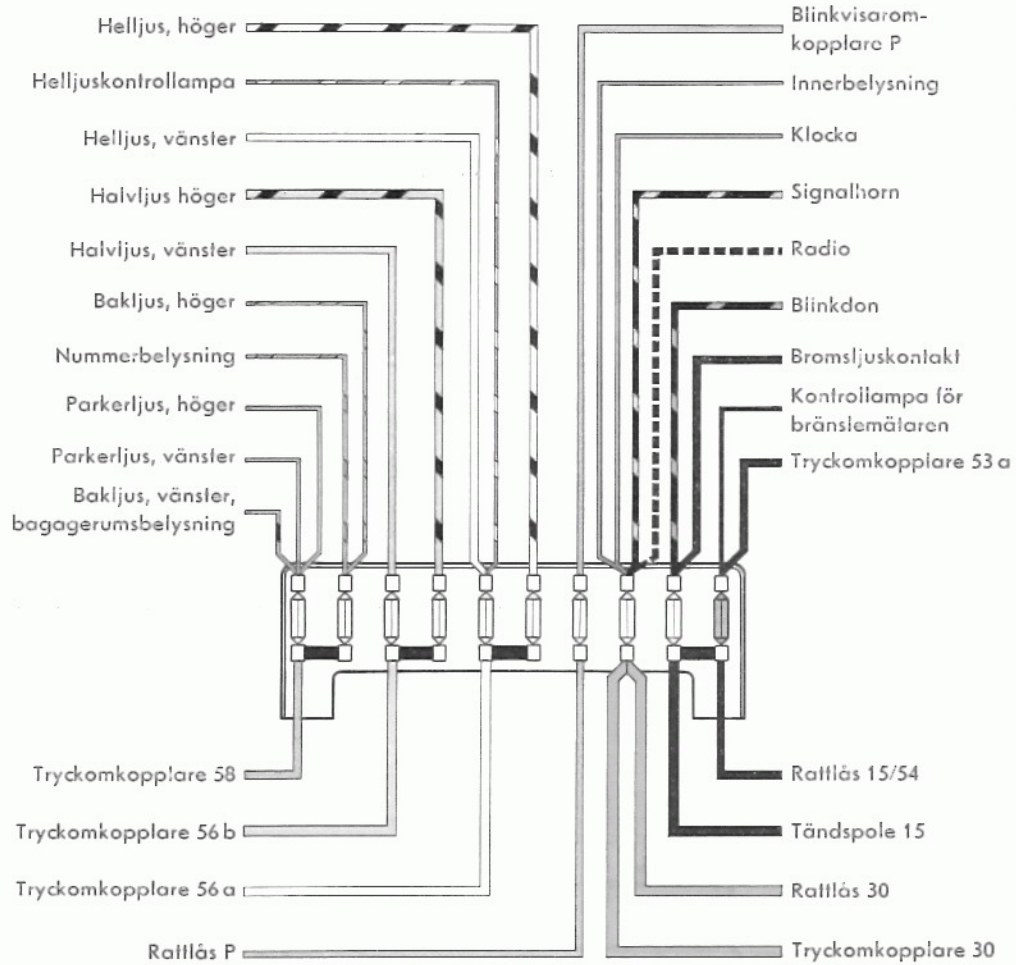 Helljus, höger
Helljuskontrollampa
Helljus, vänster
Halvljus höger
Halvljus, vänster
Bakljus, höger
Nummerbelysning
Parkerljus, höger
Parkerljus, vänster
Bakljus, vänster,
bagagerumsbelysning
Blinkvisarom-
kopplare P
Innerbelysning
Klocka
Signalhorn
Radio
Blinkdon
Bromsljuskontakt
Kontrollampa för
bränslemätaren
Tryckomkopplare 53 a
Tryckomkopplare 58
Tryckomkopplare 56 b
Tryckomkopplare 56 a
Rattlås P
Rattlås 15/54
Tändspole 15
Rattlås 30
Tryckomkopplare 30